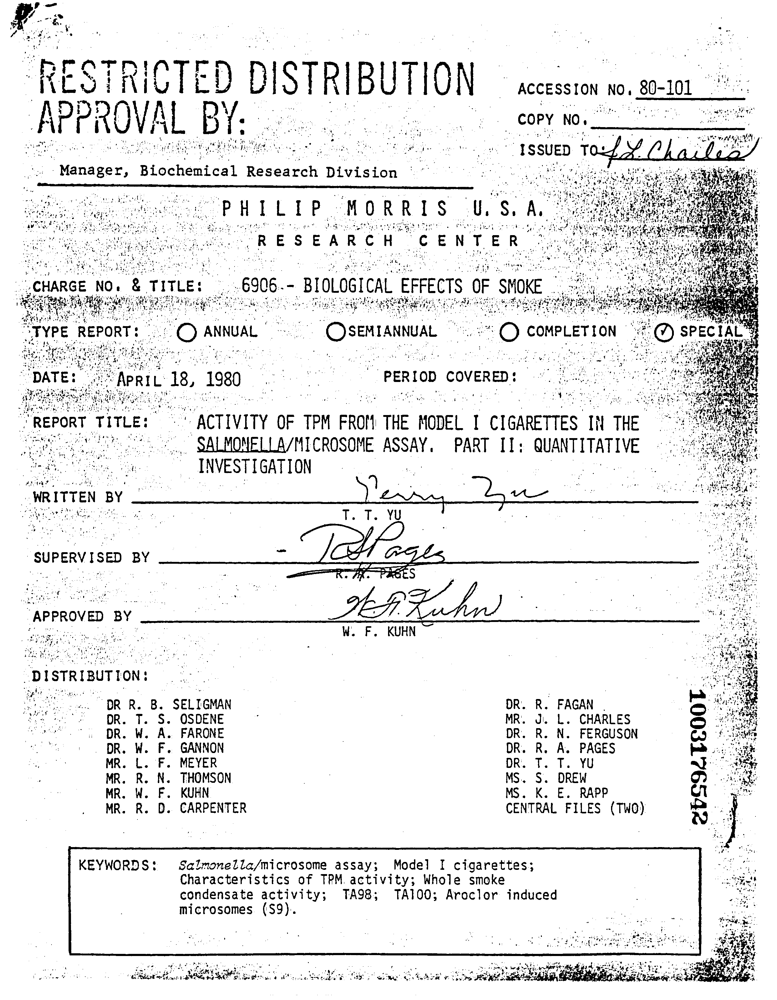 RESTRICTED DISTRIBUTION
APPROVAL BY:
ACCESSION NO. 80-101
COPY NO.
ISSUED TO: J.L. Charles
Manager, Biochemical Research Division
PHILIP MORRIS U.S.A.
RESEARCH CENTER
CHARGE NO. & TITLE: 6906 - BIOLOGICAL EFFECTS OF SMOKE
TYPE REPORT: ANNUAL SEMIANNUAL COMPLETION SPECIAL
DATE: APRIL 18, 1980 PERIOD COVERED:
REPORT TITLE: ACTIVITY OF TPM FROM THE MODEL I CIGARETTES IN THE
SALMONELLA/MICROSOME ASSAY. PART II: QUANTITATIVE
INVESTIGATION
WRITTEN BY Terry Yu
T. T. YU
SUPERVISED BY - RAPages
R. A. PAGES
APPROVED BY W.F. Kuhn
W. F. KUHN
DISTRIBUTION:
DR R. B. SELIGMAN
DR. T. S. OSDENE
DR. W. A. FARONE
DR. W. F. GANNON
MR. L. F. MEYER
MR. R. N. THOMSON
MR. W. F. KUHN
MR. R. D. CARPENTER
DR. R. FAGAN
MR. J. L. CHARLES
DR. R. N. FERGUSON
DR. R. A. PAGES
DR. T. T. YU
MS. S. DREW
MS. K. E. RAPP
CENTRAL FILES (TWO)
1003176542
KEYWORDS: Salmonella/microsome assay; Model I cigarettes;
Characteristics of TPM activity; Whole smoke
condensate activity; TA98; TA100; Aroclor induced
microsomes (S9).